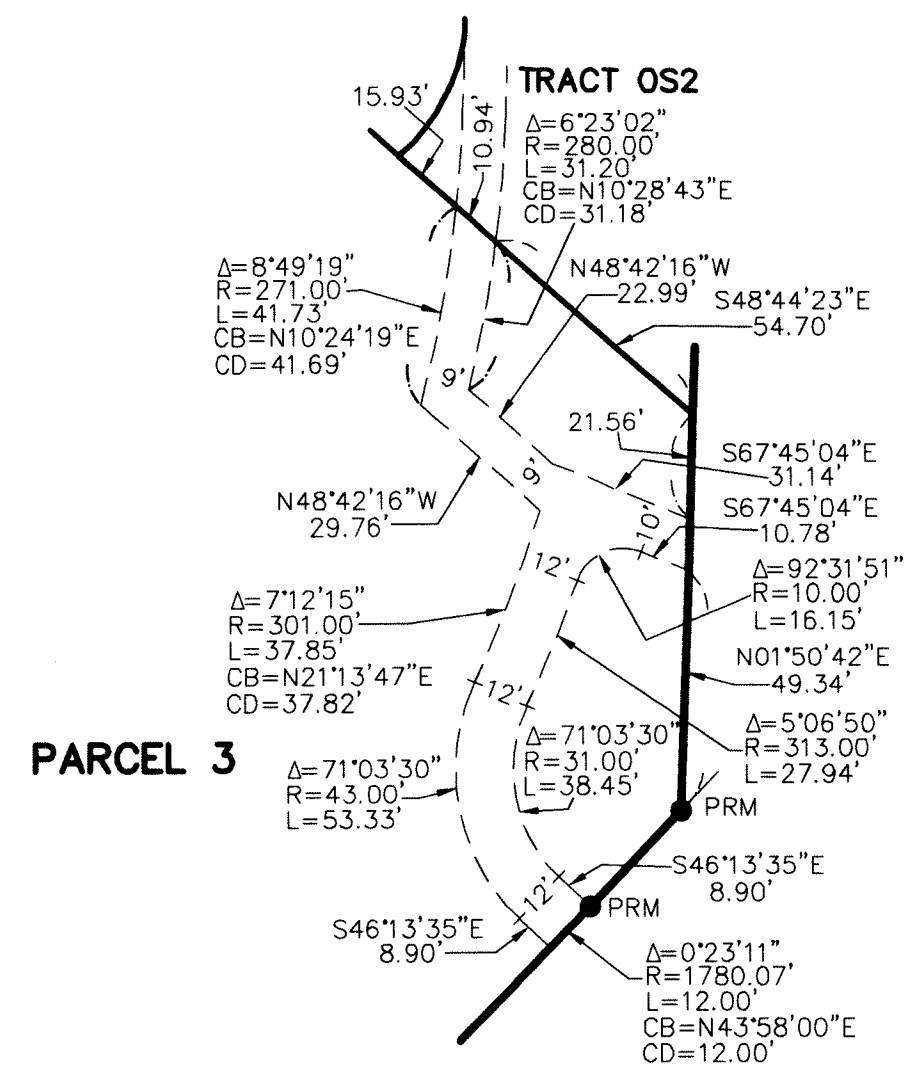 TRACT OS2
15.93'
10.94'
Δ=6°23'02"
R=280.00'
L=31.20'
CB=N10°28'43"E
CD=31.18'
Δ=8°49'19"
R=271.00'
L=41.73'
CB=N10°24'19"E
CD=41.69'
N48°42'16"W
22.99'
S48°44'23"E
54.70'
9'
21.56'
9'
S67°45'04"E
31.14'
N48°42'16"W
29.76'
S67°45'04"E
10.78'
10'
12'
Δ=92°31'51"
R=10.00'
L=16.15'
Δ=7°12'15"
R=301.00'
L=37.85'
CB=N21°13'47"E
CD=37.82'
N01°50'42"E
49.34'
12'
Δ=5°06'50"
R=313.00'
L=27.94'
Δ=71°03'30"
R=31.00'
L=38.45'
PARCEL 3
Δ=71°03'30"
R=43.00'
L=53.33'
PRM
S46°13'35"E
8.90'
12'
PRM
S46°13'35"E
8.90'
Δ=0°23'11"
R=1780.07'
L=12.00'
CB=N43°58'00"E
CD=12.00'